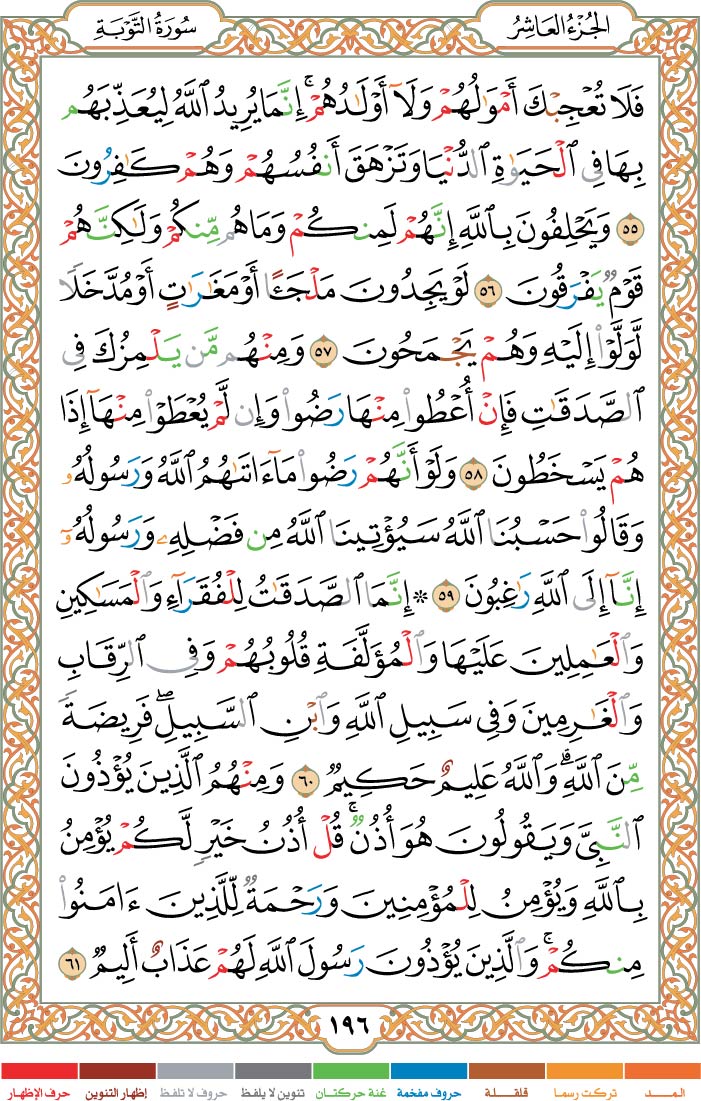 الجُزْءُ العَاشِرُ
سُورَةُ التَّوْبَةِ
فَلَا تُعْجِبْكَ أَمْوَٰلُهُمْ وَلَآ أَوْلَٰدُهُمْ ۚ إِنَّمَا يُرِيدُ ٱللَّهُ لِيُعَذِّبَهُم
بِهَا فِى ٱلْحَيَوٰةِ ٱلدُّنْيَا وَتَزْهَقَ أَنفُسُهُمْ وَهُمْ كَٰفِرُونَ
٥٥ وَيَحْلِفُونَ بِٱللَّهِ إِنَّهُمْ لَمِنكُمْ وَمَا هُم مِّنكُمْ وَلَٰكِنَّهُمْ
قَوْمٌ يَفْرَقُونَ ٥٦ لَوْ يَجِدُونَ مَلْجَـًٔا أَوْ مَغَٰرَٰتٍ أَوْ مُدَّخَلًا
لَّوَلَّوْا۟ إِلَيْهِ وَهُمْ يَجْمَحُونَ ٥٧ وَمِنْهُم مَّن يَلْمِزُكَ فِى
ٱلصَّدَقَٰتِ فَإِنْ أُعْطُوا۟ مِنْهَا رَضُوا۟ وَإِن لَّمْ يُعْطَوْا۟ مِنْهَآ إِذَا
هُمْ يَسْخَطُونَ ٥٨ وَلَوْ أَنَّهُمْ رَضُوا۟ مَآ ءَاتَىٰهُمُ ٱللَّهُ وَرَسُولُهُۥ
وَقَالُوا۟ حَسْبُنَا ٱللَّهُ سَيُؤْتِينَا ٱللَّهُ مِن فَضْلِهِۦ وَرَسُولُهُۥٓ
إِنَّآ إِلَى ٱللَّهِ رَٰغِبُونَ ٥٩ ۞ إِنَّمَا ٱلصَّدَقَٰتُ لِلْفُقَرَآءِ وَٱلْمَسَٰكِينِ
وَٱلْعَٰمِلِينَ عَلَيْهَا وَٱلْمُؤَلَّفَةِ قُلُوبُهُمْ وَفِى ٱلرِّقَابِ
وَٱلْغَٰرِمِينَ وَفِى سَبِيلِ ٱللَّهِ وَٱبْنِ ٱلسَّبِيلِ ۖ فَرِيضَةً
مِّنَ ٱللَّهِ ۗ وَٱللَّهُ عَلِيمٌ حَكِيمٌ ٦٠ وَمِنْهُمُ ٱلَّذِينَ يُؤْذُونَ
ٱلنَّبِىَّ وَيَقُولُونَ هُوَ أُذُنٌ ۚ قُلْ أُذُنُ خَيْرٍ لَّكُمْ يُؤْمِنُ
بِٱللَّهِ وَيُؤْمِنُ لِلْمُؤْمِنِينَ وَرَحْمَةٌ لِّلَّذِينَ ءَامَنُوا۟
مِنكُمْ ۚ وَٱلَّذِينَ يُؤْذُونَ رَسُولَ ٱللَّهِ لَهُمْ عَذَابٌ أَلِيمٌ ٦١
١٩٦
المـــد تركت رسما قلقـلـة حروف مفخمة غنة حركتـان تنوين لا يلفظ حروف لا تلفظ إظهار التنوين حرف الإظهار